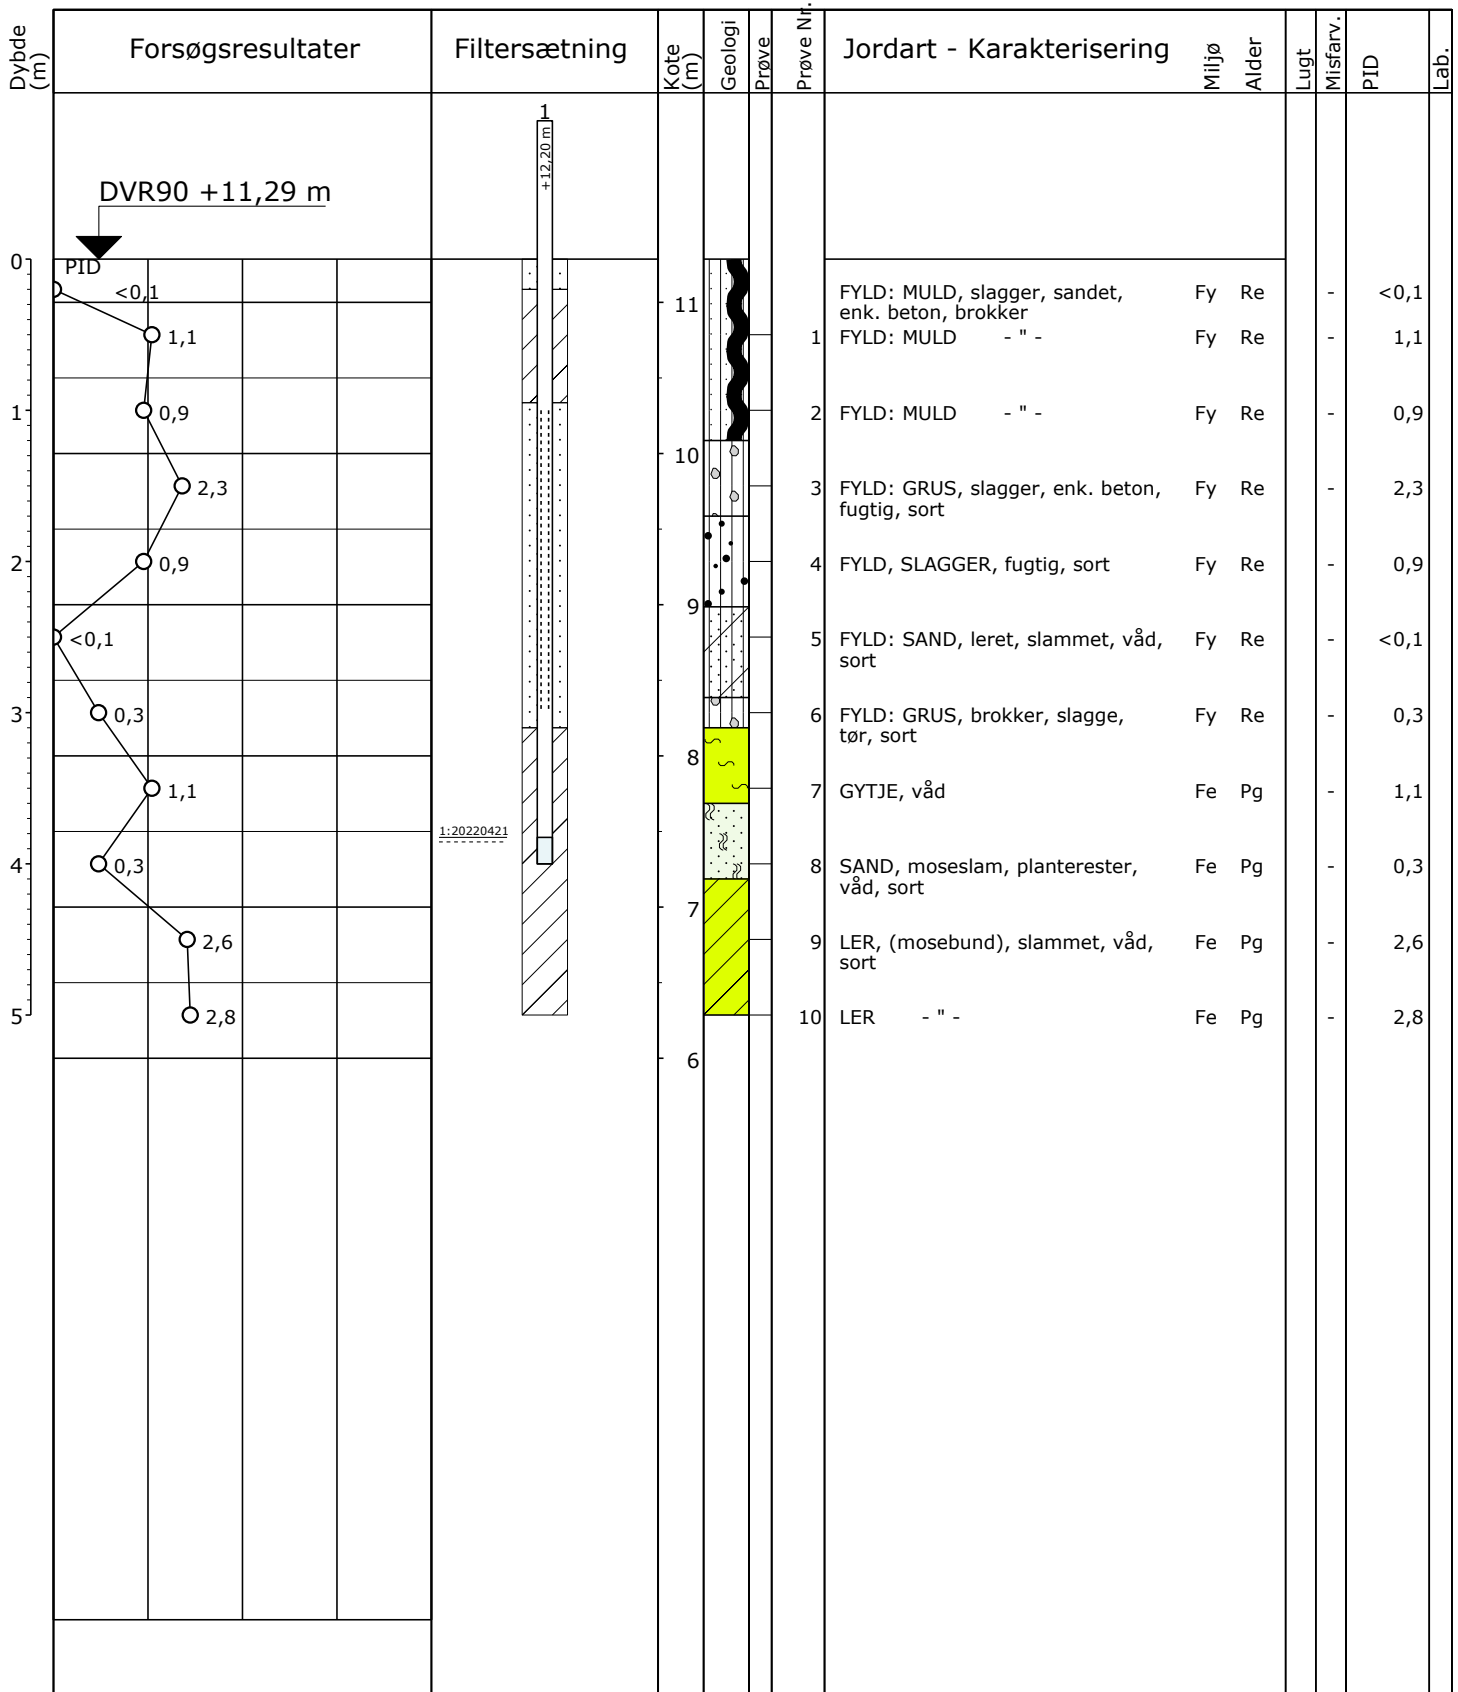 Dybde (m)
Forsøgsresultater
Filtersætning
Kote (m)
Geologi
Prøve
Prøve Nr.
Jordart - Karakterisering
Miljø
Alder
Lugt
Misfarv.
PID
Lab.
1
+12,20 m
DVR90 +11,29 m
0
PID
<0,1
FYLD: MULD, slagger, sandet, Fy Re - <0,1
enk. beton, brokker
11
1,1
1 FYLD: MULD - " - Fy Re - 1,1
1
0,9
2 FYLD: MULD - " - Fy Re - 0,9
10
2,3
3 FYLD: GRUS, slagger, enk. beton, Fy Re - 2,3
fugtig, sort
2
0,9
4 FYLD, SLAGGER, fugtig, sort Fy Re - 0,9
9
<0,1
5 FYLD: SAND, leret, slammet, våd, Fy Re - <0,1
sort
3
0,3
6 FYLD: GRUS, brokker, slagge, Fy Re - 0,3
tør, sort
8
1,1
7 GYTJE, våd Fe Pg - 1,1
1:20220421
4
0,3
8 SAND, moseslam, planterester, Fe Pg - 0,3
våd, sort
7
2,6
9 LER, (mosebund), slammet, våd, Fe Pg - 2,6
sort
5
2,8
10 LER - " - Fe Pg - 2,8
6